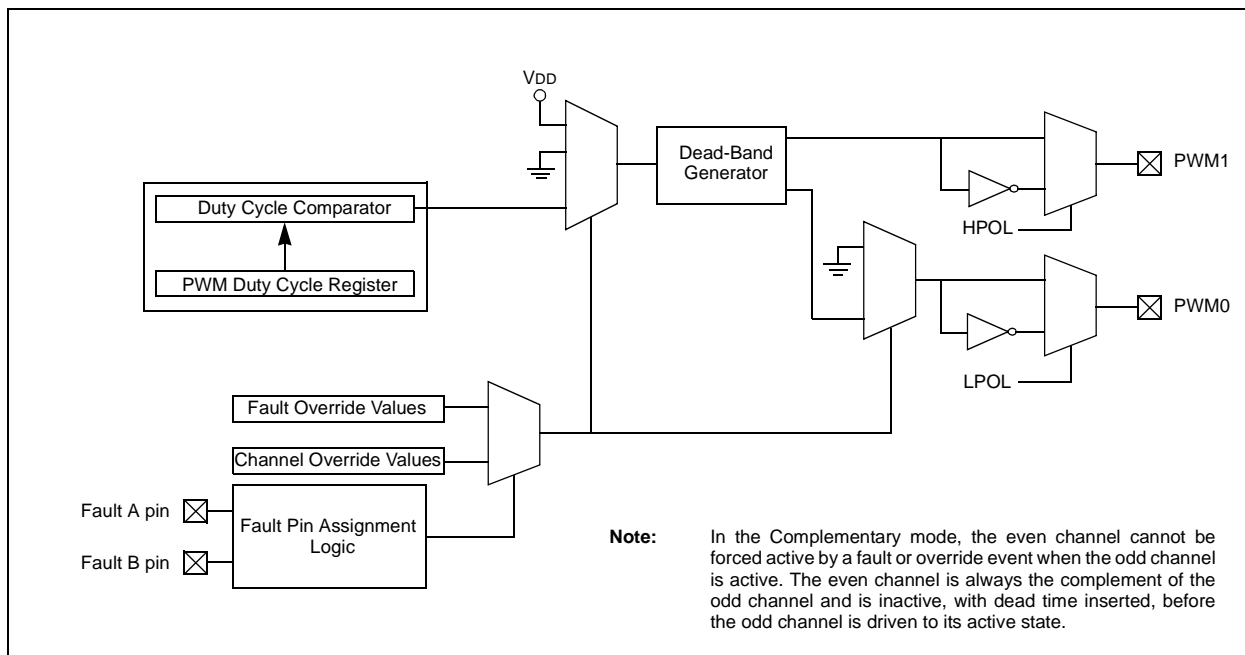 VDD
Dead-Band
Generator
PWM1
HPOL
Duty Cycle Comparator
PWM Duty Cycle Register
PWM0
LPOL
Fault Override Values
Channel Override Values
Fault A pin
Fault B pin
Fault Pin Assignment
Logic
Note: In the Complementary mode, the even channel cannot be
forced active by a fault or override event when the odd channel
is active. The even channel is always the complement of the
odd channel and is inactive, with dead time inserted, before
the odd channel is driven to its active state.